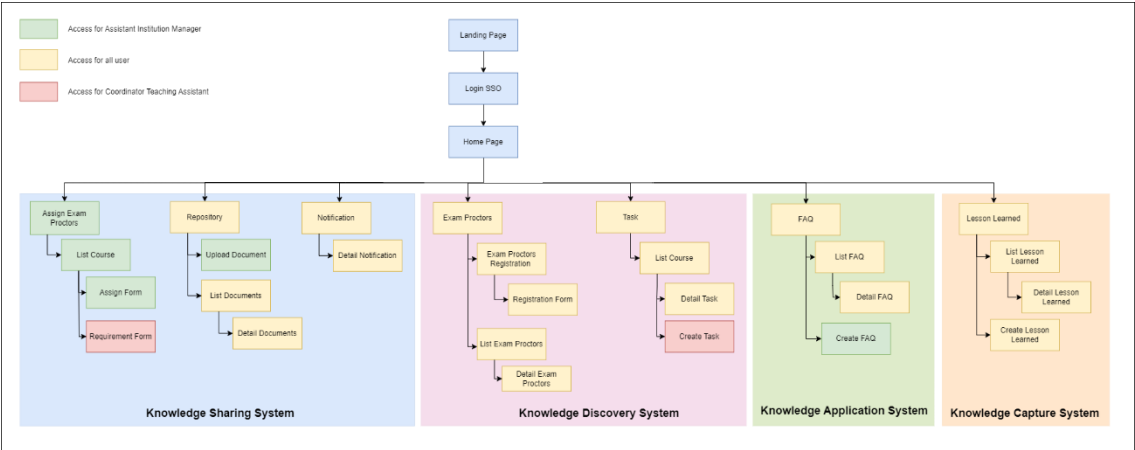 Access for Assistant Institution Manager
Access for all user
Access for Coordinator Teaching Assistant
Landing Page
Login SSO
Home Page
Assign Exam
Proctors
List Course
Assign Form
Requirement Form
Repository
Upload Document
List Documents
Detail Documents
Notification
Detail Notification
Knowledge Sharing System
Exam Proctors
Exam Proctors
Registration
Registration Form
List Exam Proctors
Detail Exam
Proctors
Task
List Course
Detail Task
Create Task
Knowledge Discovery System
FAQ
List FAQ
Detail FAQ
Create FAQ
Knowledge Application System
Lesson Learned
List Lesson
Learned
Detail Lesson
Learned
Create Lesson
Learned
Knowledge Capture System